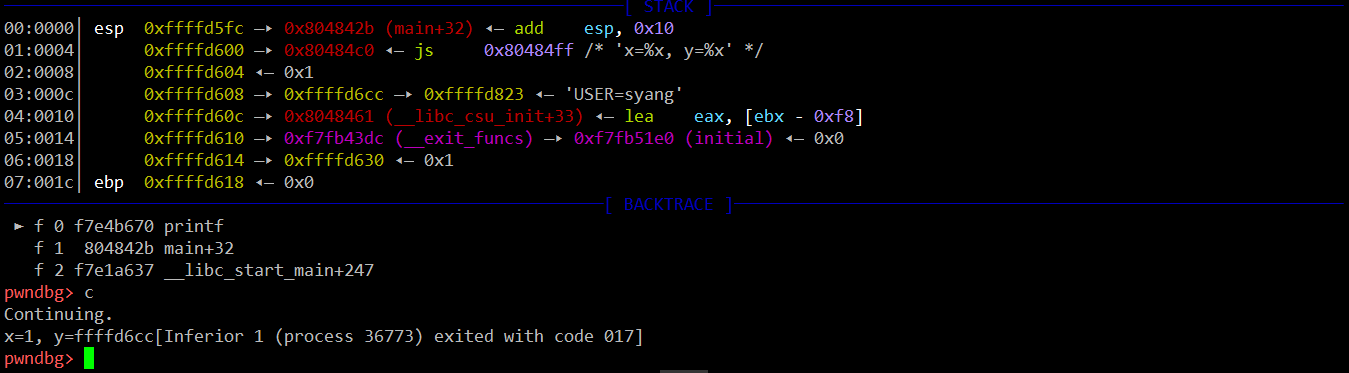 [ STACK ]
00:0000│ esp 0xffffd5fc —▸ 0x804842b (main+32) ◂— add esp, 0x10
01:0004│ 0xffffd600 —▸ 0x80484c0 ◂— js 0x80484ff /* 'x=%x, y=%x' */
02:0008│ 0xffffd604 ◂— 0x1
03:000c│ 0xffffd608 —▸ 0xffffd6cc —▸ 0xffffd823 ◂— 'USER=syang'
04:0010│ 0xffffd60c —▸ 0x8048461 (__libc_csu_init+33) ◂— lea eax, [ebx - 0xf8]
05:0014│ 0xffffd610 —▸ 0xf7fb43dc (__exit_funcs) —▸ 0xf7fb51e0 (initial) ◂— 0x0
06:0018│ 0xffffd614 —▸ 0xffffd630 ◂— 0x1
07:001c│ ebp 0xffffd618 ◂— 0x0
[ BACKTRACE ]
► f 0 f7e4b670 printf
f 1 804842b main+32
f 2 f7e1a637 __libc_start_main+247
pwndbg> c
Continuing.
x=1, y=ffffd6cc[Inferior 1 (process 36773) exited with code 017]
pwndbg>